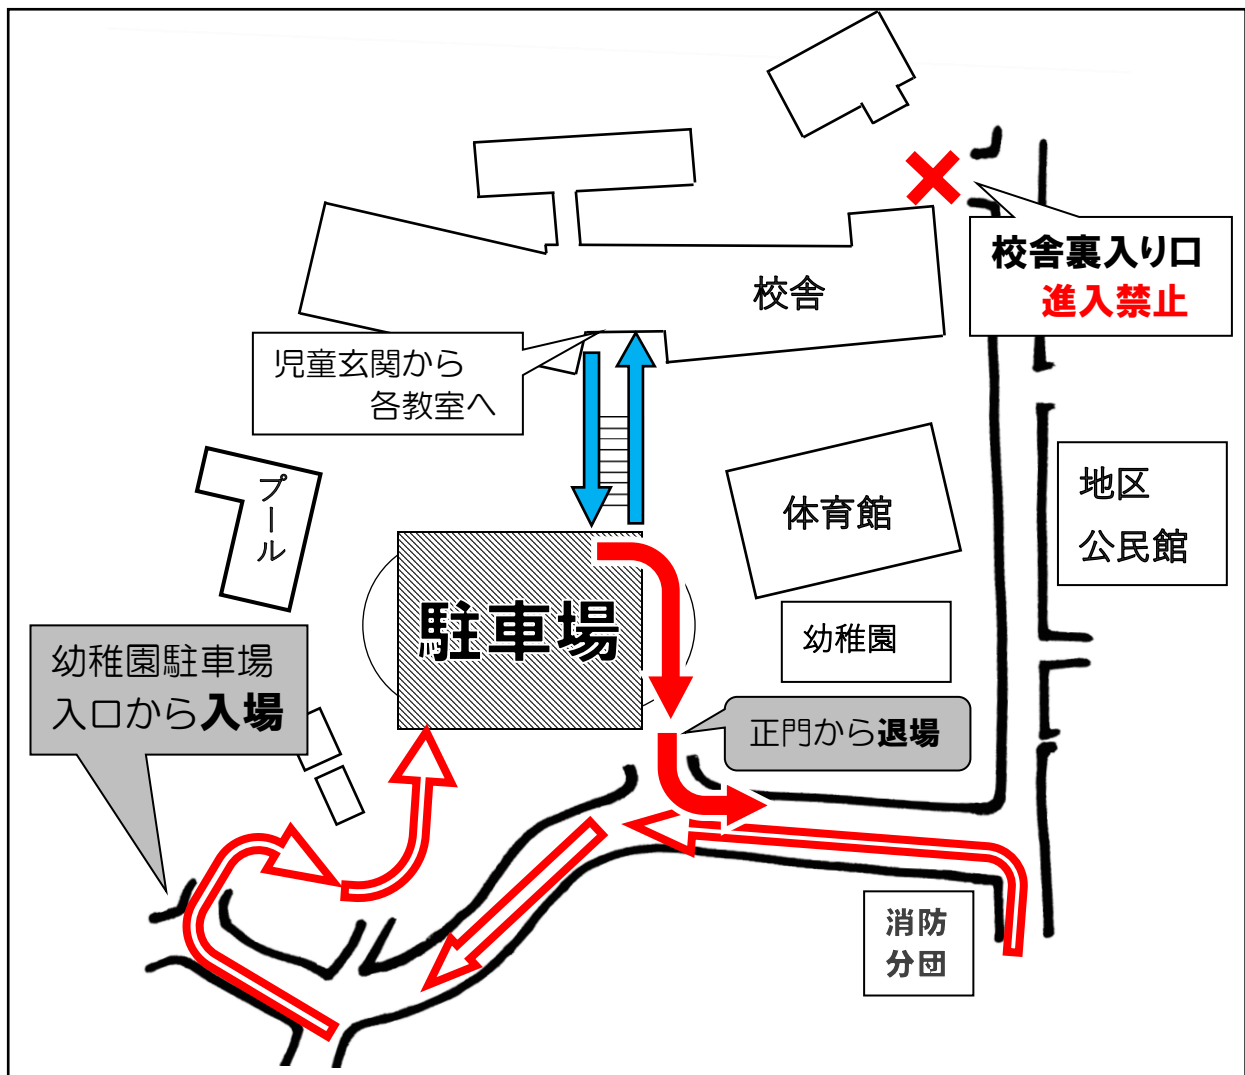 校舎裏入り口
進入禁止
校舎
児童玄関から
各教室へ
プール
体育館
地区
公民館
駐車場
幼稚園
幼稚園駐車場
入口から入場
正門から退場
消防
分団